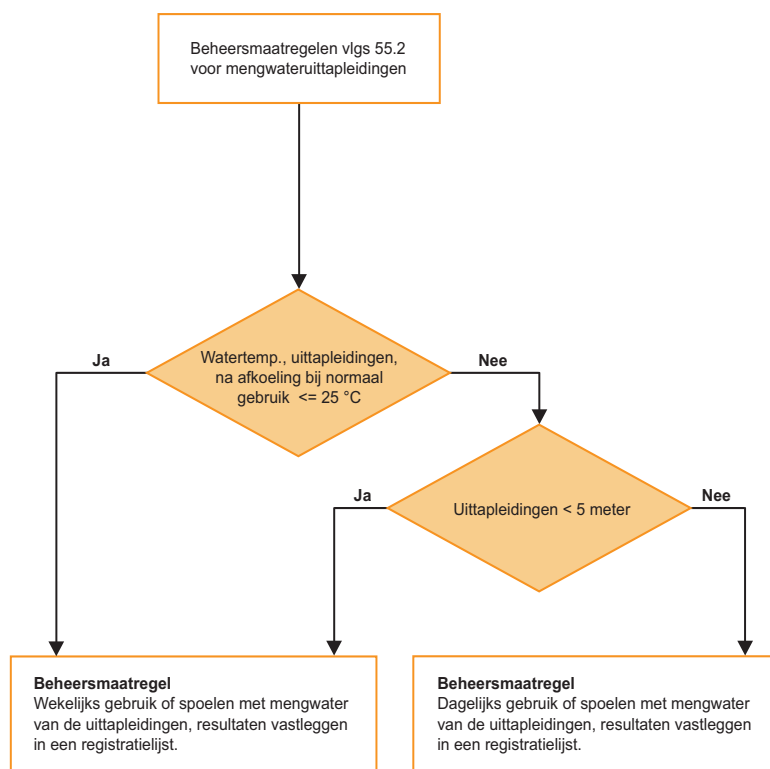 Beheersmaatregelen vlgs 55.2
voor mengwateruittapleidingen
Ja
Watertemp., uittapleidingen,
na afkoeling bij normaal
gebruik <= 25 °C
Nee
Ja
Uittapleidingen < 5 meter
Nee
Beheersmaatregel
Wekelijks gebruik of spoelen met mengwater
van de uittapleidingen, resultaten vastleggen
in een registratielijst.
Beheersmaatregel
Dagelijks gebruik of spoelen met mengwater
van de uittapleidingen, resultaten vastleggen
in een registratielijst.